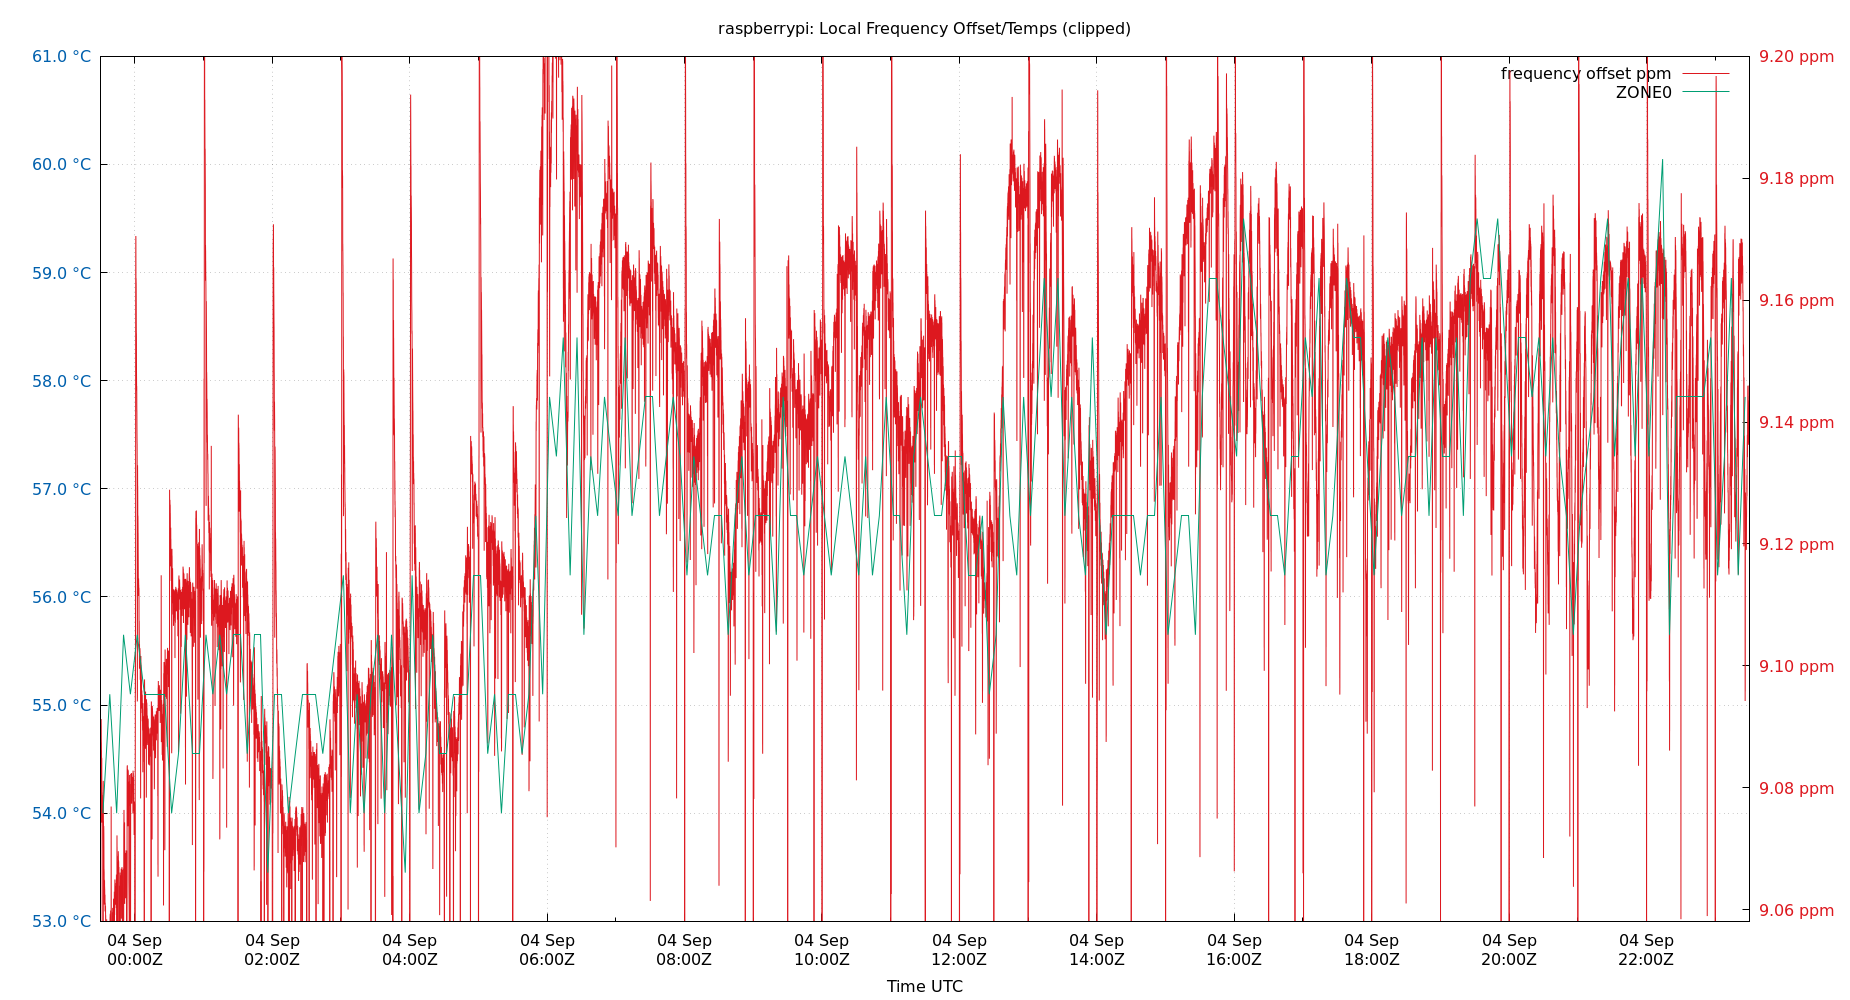 raspberrypi: Local Frequency Offset/Temps (clipped)
61.0 °C
60.0 °C
59.0 °C
58.0 °C
57.0 °C
56.0 °C
55.0 °C
54.0 °C
53.0 °C
9.20 ppm
9.18 ppm
9.16 ppm
9.14 ppm
9.12 ppm
9.10 ppm
9.08 ppm
9.06 ppm
frequency offset ppm
ZONE0
04 Sep
00:00Z
04 Sep
02:00Z
04 Sep
04:00Z
04 Sep
06:00Z
04 Sep
08:00Z
04 Sep
10:00Z
04 Sep
12:00Z
04 Sep
14:00Z
04 Sep
16:00Z
04 Sep
18:00Z
04 Sep
20:00Z
04 Sep
22:00Z
Time UTC